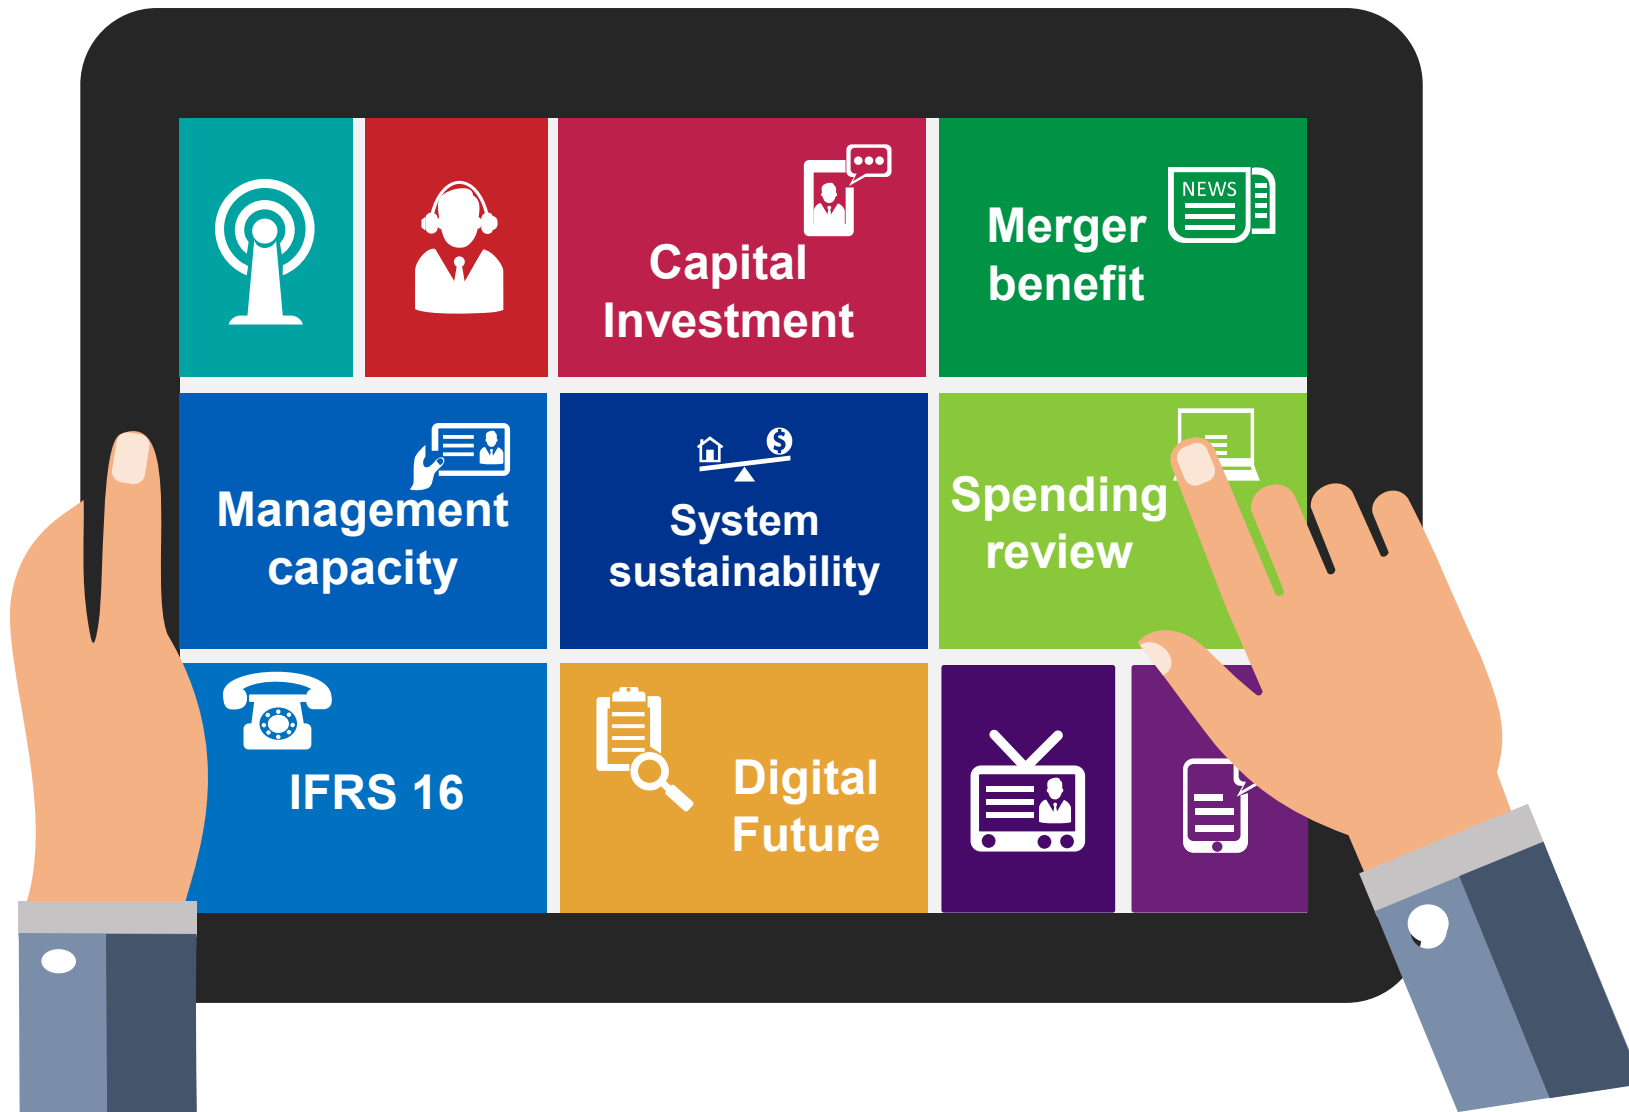 Capital
Investment
Merger
benefit
NEWS
Management
capacity
System
sustainability
$
Spending
review
IFRS 16
Digital
Future